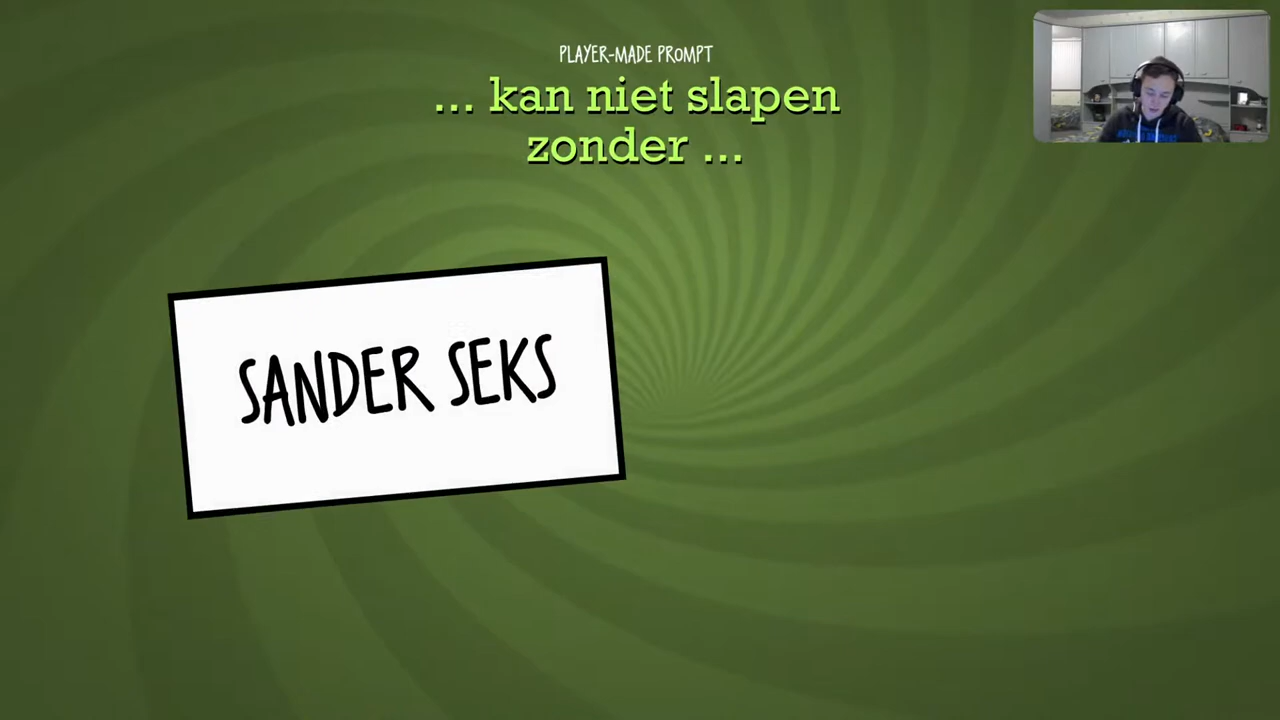 PLAYER-MADE PROMPT
... kan niet slapen
zonder ...
SANDER SEKS